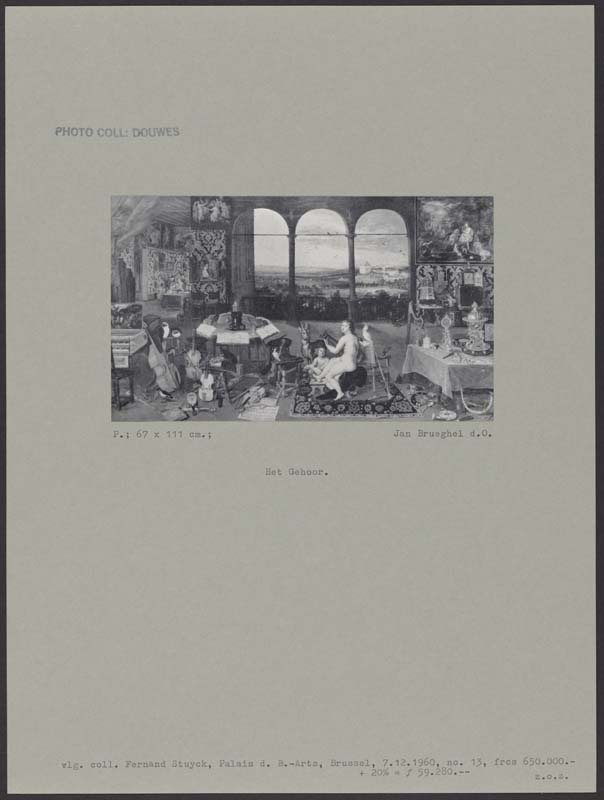 PHOTO COLL: DOUWES
P.; 67 x 111 cm.; Jan Brueghel d.O.
Het Gehoor.
vlg. coll. Fernand Stuyck, Palais d. B.-Arts, Brussel, 7.12.1960, no. 13, frcs 650.000.-
+ 20% = ƒ 59.280.--
z.o.z.